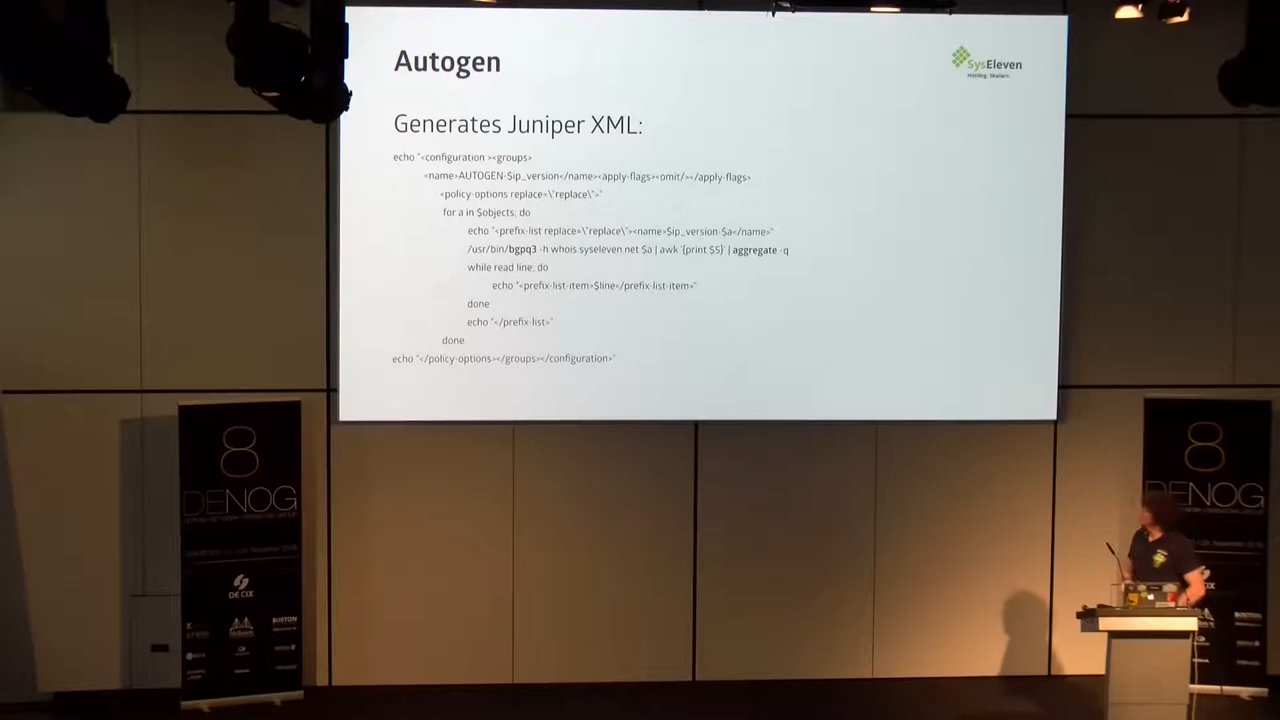 Autogen
SysEleven
Generates Juniper XML:
echo "<configuration ><groups>
<name>AUTOGEN-$ip_version</name><apply-flags><omit/></apply-flags>
<policy-options replace=\"replace\">"
for a in $objects; do
echo "<prefix-list replace=\"replace\"><name>$ip_version-$a</name>"
/usr/bin/bgpq3 -h whois syseleven.net $a | awk '{print $5}' | aggregate -q
while read line; do
echo "<prefix-list-item>$line</prefix-list-item>"
done
echo "</prefix-list>"
done
echo "</policy-options></groups></configuration>"
8
DENOG
DE CIX
BOSTON
8
DENOG
BOSTON